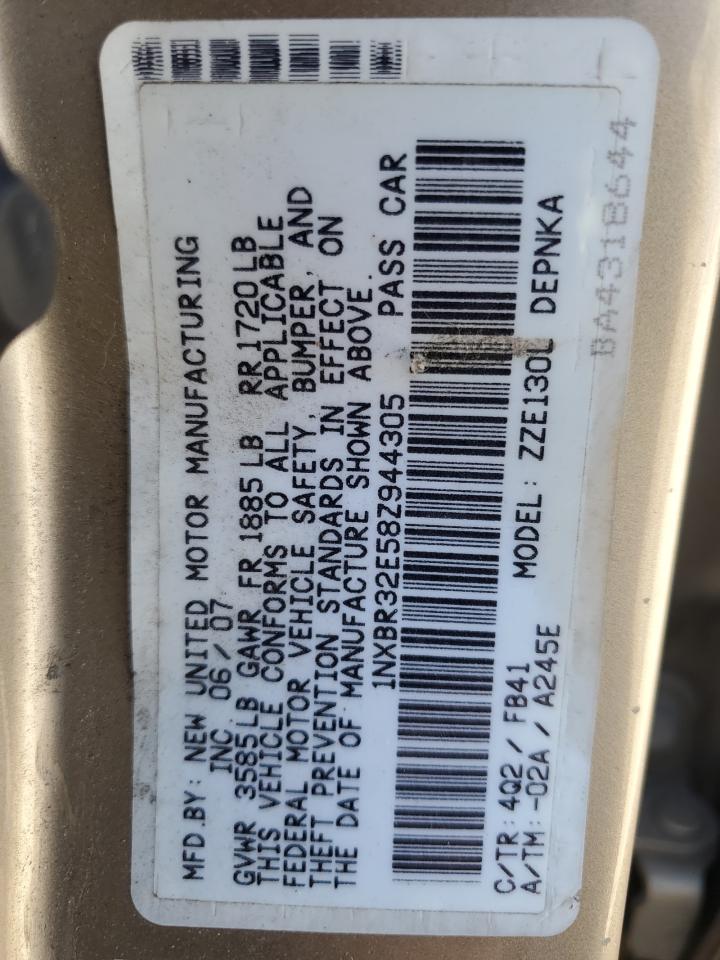 MFD.BY: NEW UNITED MOTOR MANUFACTURING
INC 06/07
GVWR 3585LB GAWR FR 1885LB RR 1720LB
THIS VEHICLE CONFORMS TO ALL APPLICABLE
FEDERAL MOTOR VEHICLE SAFETY, BUMPER, AND
THEFT PREVENTION STANDARDS IN EFFECT ON
THE DATE OF MANUFACTURE SHOWN ABOVE.
1NXBR32E58Z944305 PASS CAR
C/TR: 4Q2 / FB41 MODEL: ZZE130L DEPNKA
A/TM: -02A / A245E
BA431B644